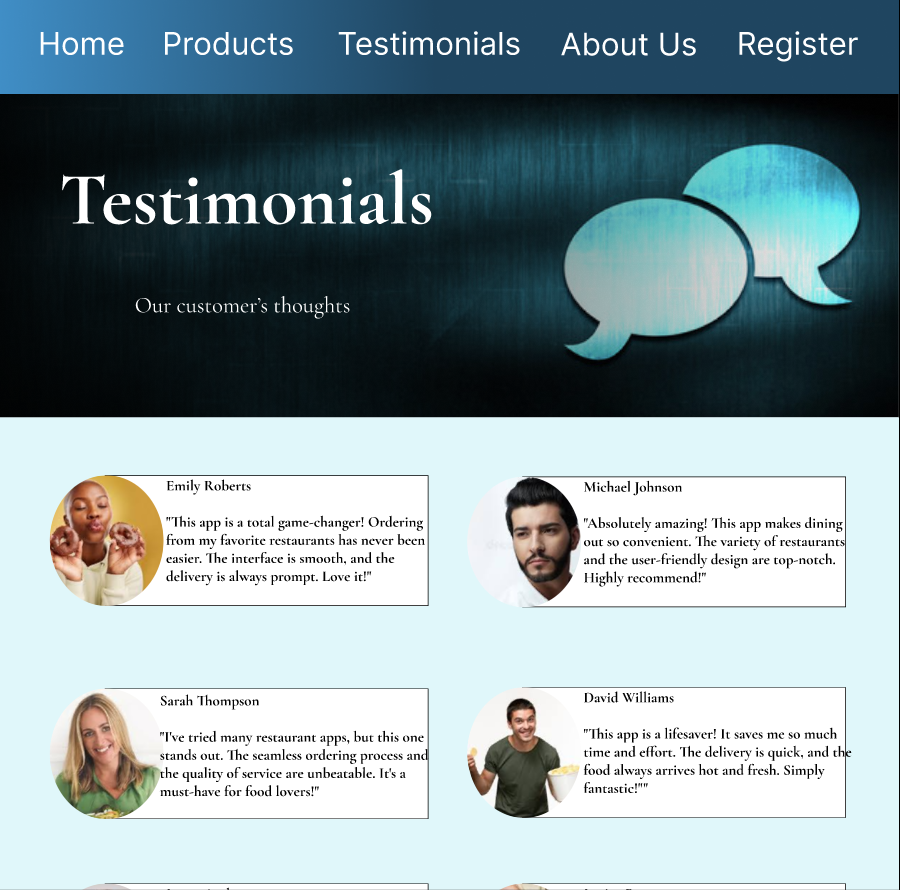 Home Products Testimonials About Us Register
Testimonials
Our customer’s thoughts
Emily Roberts
"This app is a total game-changer! Ordering
from my favorite restaurants has never been
easier. The interface is smooth, and the
delivery is always prompt. Love it!"
Michael Johnson
"Absolutely amazing! This app makes dining
out so convenient. The variety of restaurants
and the user-friendly design are top-notch.
Highly recommend!"
Sarah Thompson
"I've tried many restaurant apps, but this one
stands out. The seamless ordering process and
the quality of service are unbeatable. It's a
must-have for food lovers!"
David Williams
"This app is a lifesaver! It saves me so much
time and effort. The delivery is quick, and the
food always arrives hot and fresh. Simply
fantastic!""